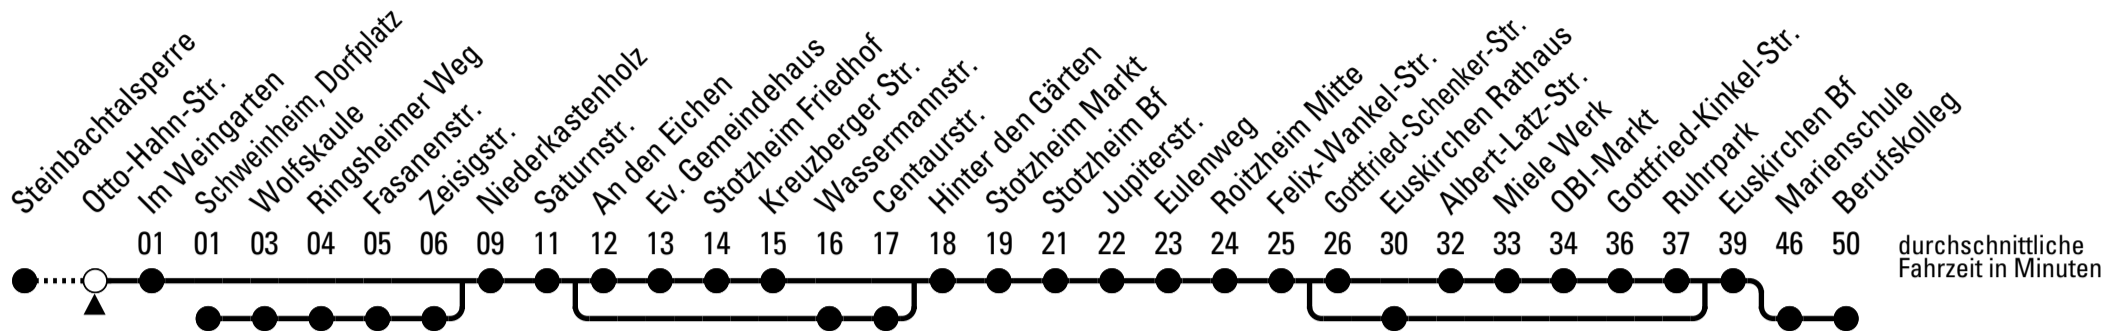 Steinbachtalsperre
Otto-Hahn-Str.
Im Weingarten
Schweinheim, Dorfplatz
Wolfskaule
Ringsheimer Weg
Fasanenstr.
Zeisigstr.
Niederkastenholz
Saturnstr.
An den Eichen
Ev. Gemeindehaus
Stotzheim Friedhof
Kreuzberger Str.
Wassermannstr.
Centaurstr.
Hinter den Gärten
Stotzheim Markt
Stotzheim Bf
Jupiterstr.
Eulenweg
Roitzheim Mitte
Felix-Wankel-Str.
Gottfried-Schenker-Str.
Euskirchen Rathaus
Albert-Latz-Str.
Miele Werk
OBI-Markt
Gottfried-Kinkel-Str.
Ruhrpark
Euskirchen Bf
Marienschule
Berufskolleg
01 01 03 04 05 06 09 11 12 13 14 15 16 17 18 19 21 22 23 24 25 26 30 32 33 34 36 37 39 46 50
durchschnittliche
Fahrzeit in Minuten